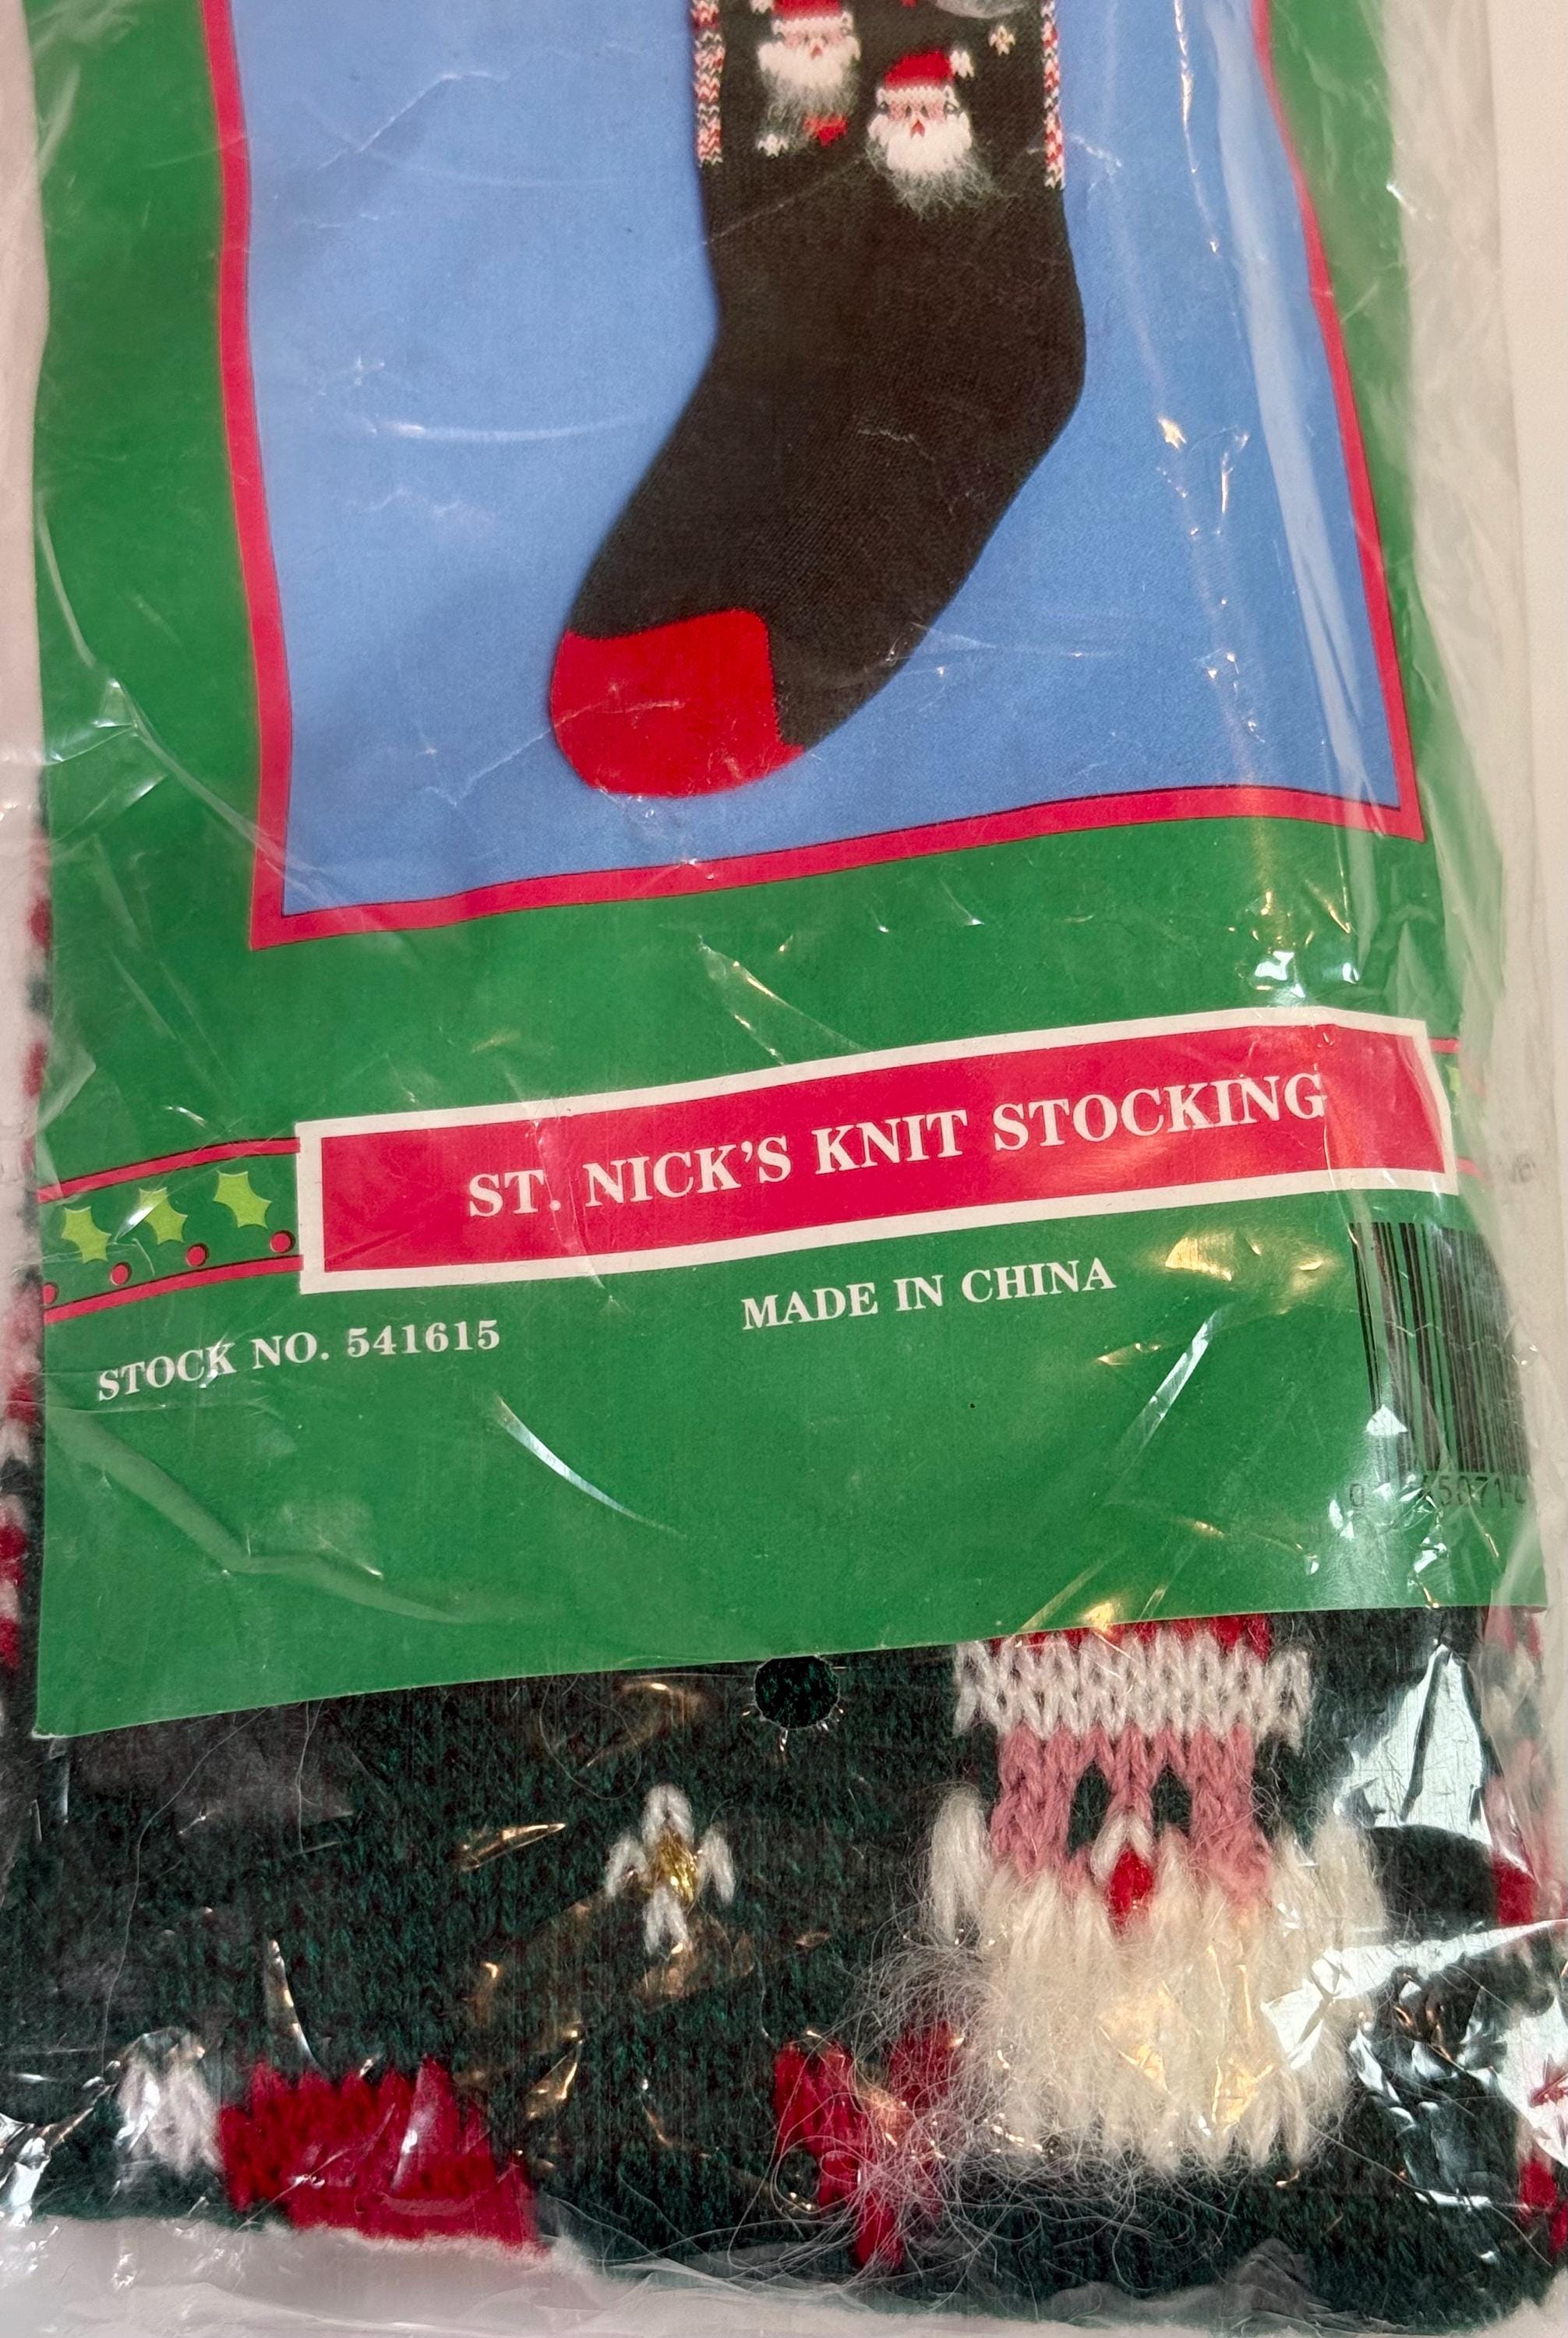 ST. NICK'S KNIT STOCKING
MADE IN CHINA
STOCK NO. 541615